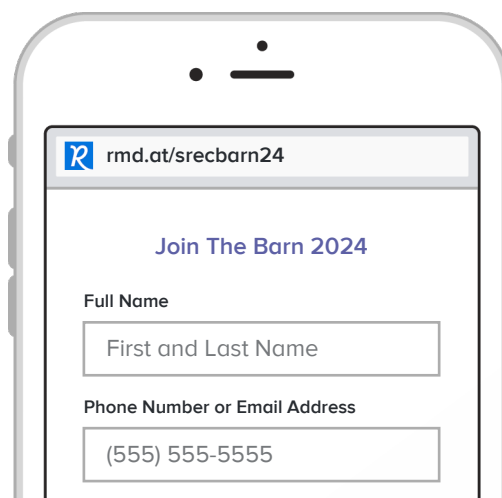 rmd.at/srecbarn24
Join The Barn 2024
Full Name
First and Last Name
Phone Number or Email Address
(555) 555-5555